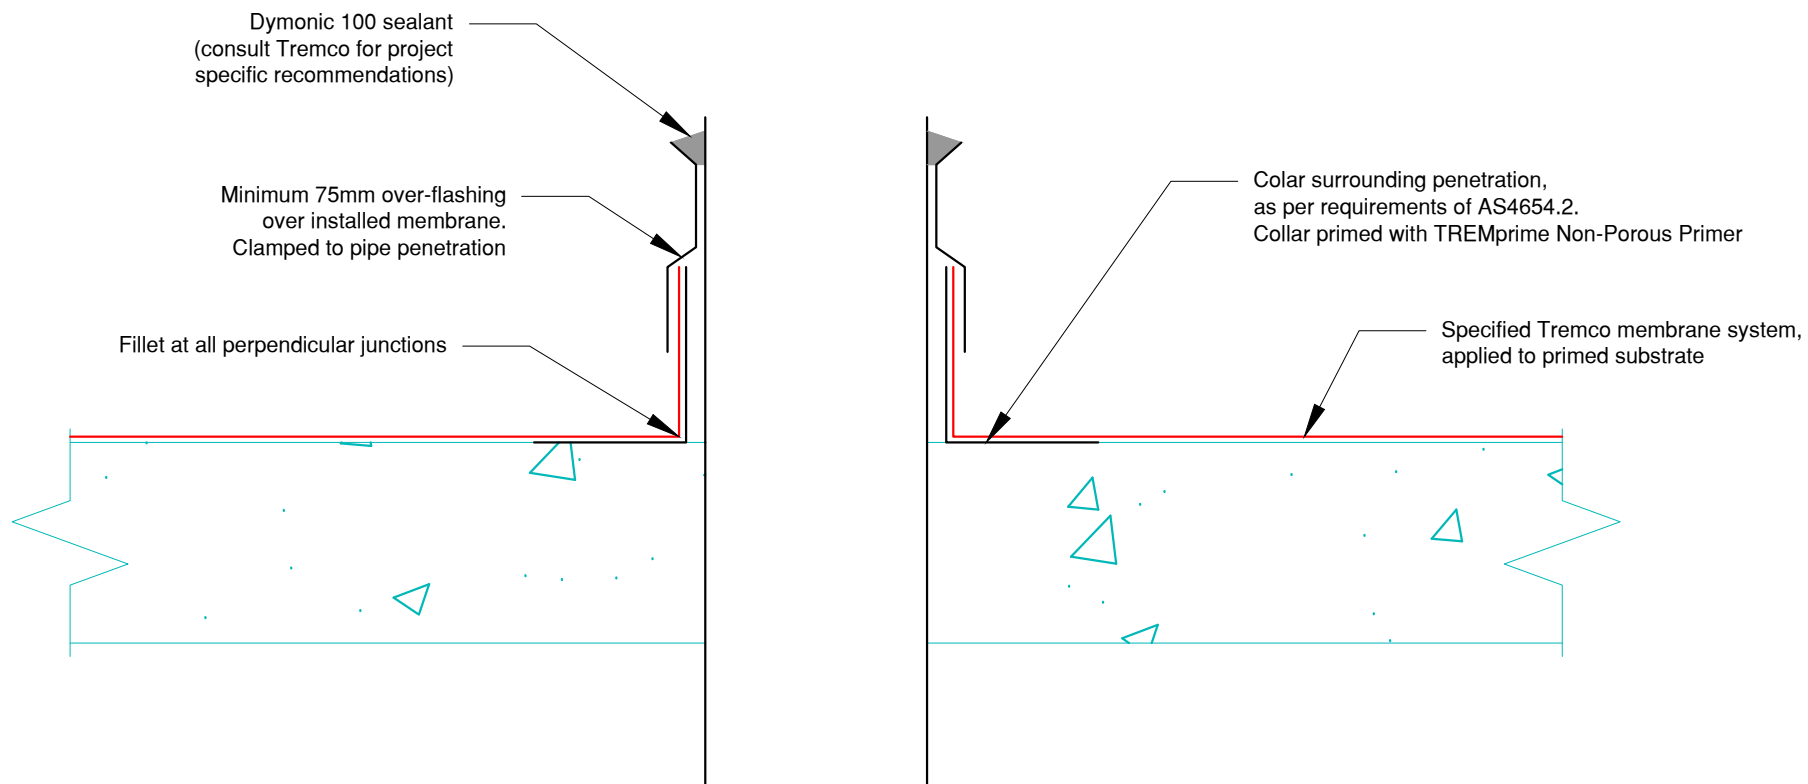 Dymonic 100 sealant
(consult Tremco for project
specific recommendations)
Minimum 75mm over-flashing
over installed membrane.
Clamped to pipe penetration
Fillet at all perpendicular junctions
Colar surrounding penetration,
as per requirements of AS4654.2.
Collar primed with TREMprime Non-Porous Primer
Specified Tremco membrane system,
applied to primed substrate